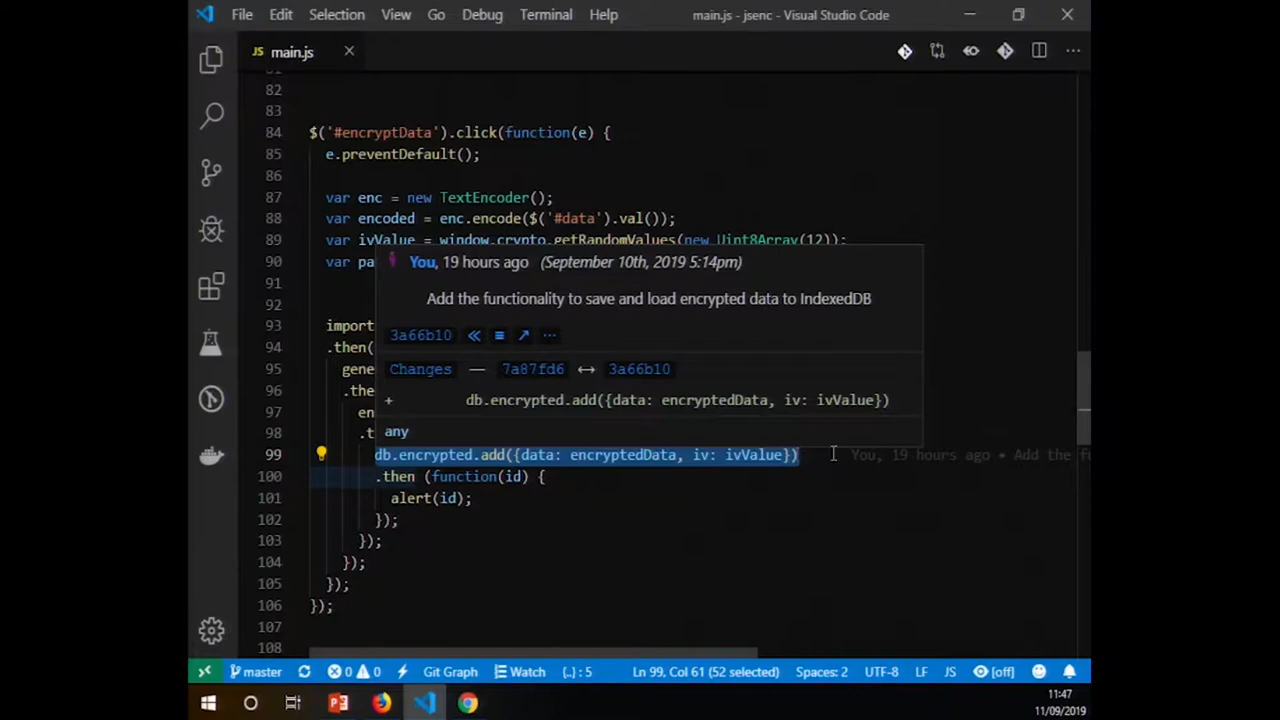 File Edit Selection View Go Debug Terminal Help main.js - jsenc - Visual Studio Code
JS main.js
82
83
84 $('#encryptData').click(function(e) {
85 e.preventDefault();
86
87 var enc = new TextEncoder();
88 var encoded = enc.encode($('#data').val());
89 var ivValue = window.crypto.getRandomValues(new Uint8Array(12));
90 var pa
You, 19 hours ago (September 10th, 2019 5:14pm)
91
Add the functionality to save and load encrypted data to IndexedDB
92
93 import
3a66b10
94 .then(
95 gene
Changes — 7a87fd6 ↔ 3a66b10
96 .the
+ db.encrypted.add({data: encryptedData, iv: ivValue})
97 en
98 .t
any
99 db.encrypted.add({data: encryptedData, iv: ivValue}) You, 19 hours ago • Add the fu
100 .then (function(id) {
101 alert(id);
102 });
103 });
104 });
105 });
106 });
107
108
master 0 0 Git Graph Watch {..} : 5 Ln 99, Col 61 (52 selected) Spaces: 2 UTF-8 LF JS [off]
11:47
11/09/2019